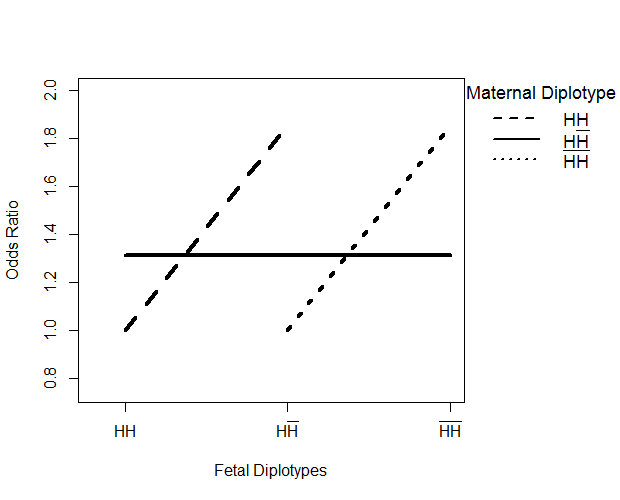 2.0
1.8
1.6
1.4
1.2
1.0
0.8
Odds Ratio
HH
HH̅
H̅H̅
Fetal Diplotypes
Maternal Diplotype
HH
HH̅
H̅H̅